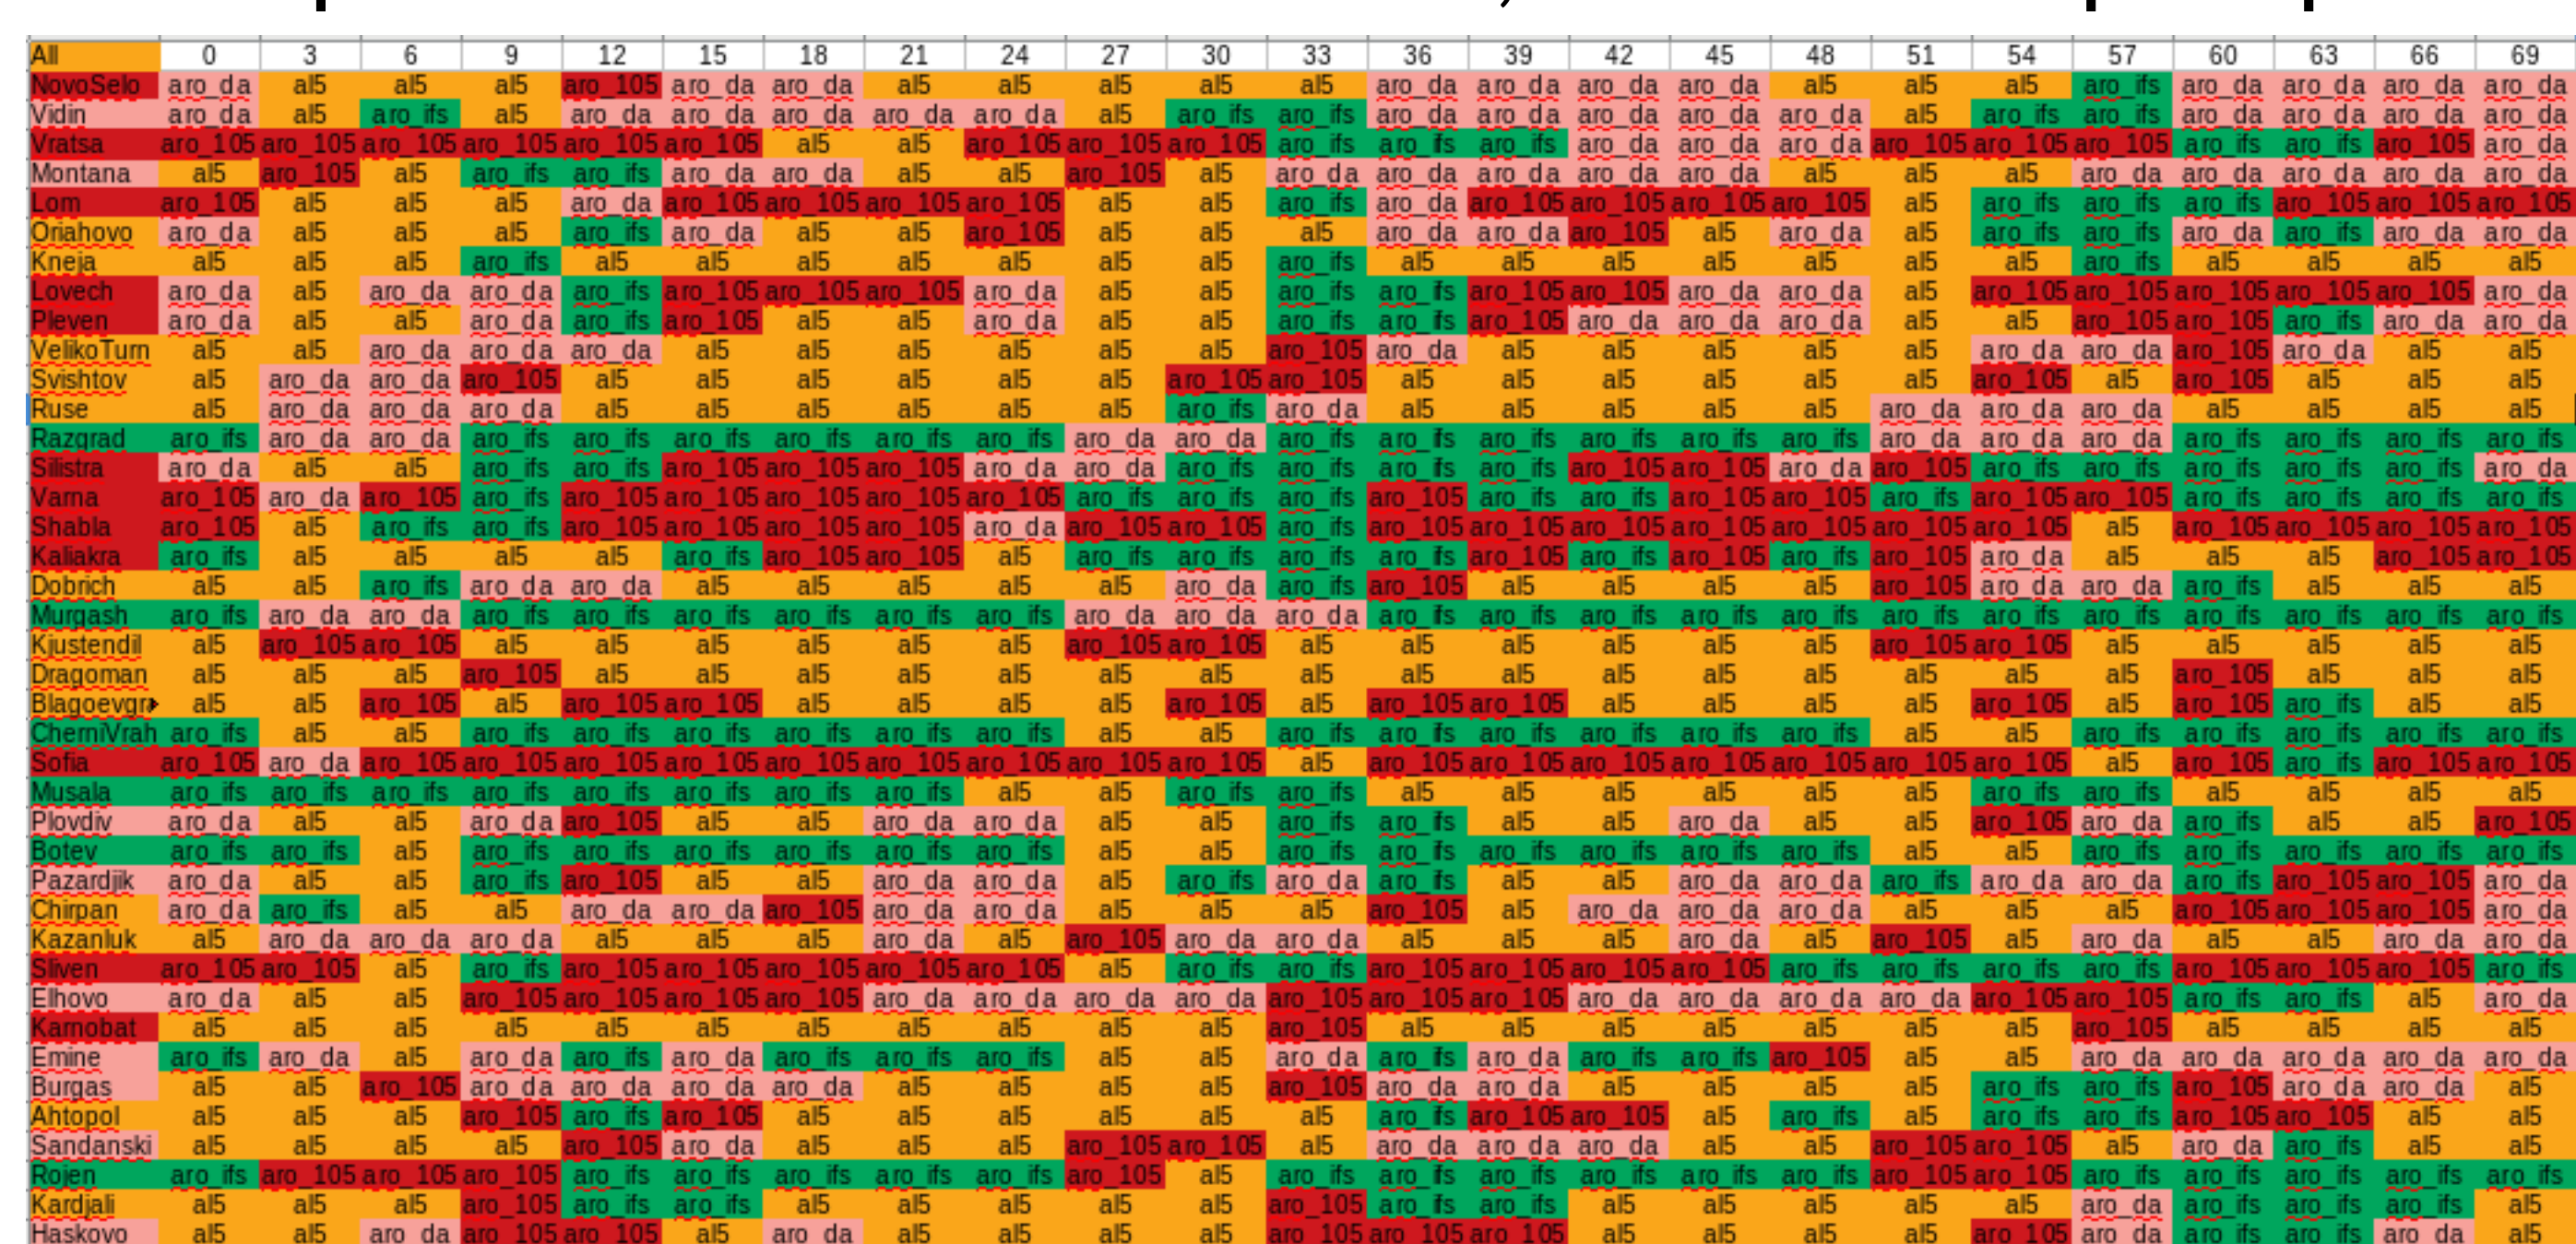 All 0 3 6 9 12 15 18 21 24 27 30 33 36 39 42 45 48 51 54 57 60 63 66 69
NovoSelo aro_da al5 al5 al5 aro_105 aro_da aro_da al5 al5 al5 al5 al5 aro_da aro_da aro_da aro_da al5 al5 al5 aro_ifs aro_da aro_da aro_da aro_da
Vidin aro_da al5 aro_ifs al5 aro_da aro_da aro_da aro_da aro_da al5 aro_ifs aro_ifs aro_da aro_da aro_da aro_da aro_da al5 aro_ifs aro_ifs aro_da aro_da aro_da aro_da
Vratsa aro_105 aro_105 aro_105 aro_105 aro_105 aro_105 al5 al5 aro_105 aro_105 aro_105 aro_ifs aro_ifs aro_ifs aro_da aro_da aro_da aro_105 aro_105 aro_105 aro_ifs aro_ifs aro_105 aro_da
Montana al5 aro_105 al5 aro_ifs aro_ifs aro_da aro_da al5 al5 aro_105 al5 aro_da aro_da aro_da aro_da aro_da al5 al5 al5 aro_da aro_da aro_da aro_da aro_da
Lom aro_105 al5 al5 al5 aro_da aro_105 aro_105 aro_105 aro_105 al5 al5 aro_ifs aro_da aro_105 aro_105 aro_105 aro_105 al5 aro_ifs aro_ifs aro_ifs aro_105 aro_105 aro_105
Oriahovo aro_da al5 al5 al5 aro_ifs aro_da al5 al5 aro_105 al5 al5 al5 aro_da aro_da aro_105 al5 aro_da al5 aro_ifs aro_ifs aro_da aro_ifs aro_da aro_da
Kneja al5 al5 al5 aro_ifs al5 al5 al5 al5 al5 al5 al5 aro_ifs al5 al5 al5 al5 al5 al5 al5 aro_ifs al5 al5 al5 al5
Lovech aro_da al5 aro_da aro_da aro_ifs aro_105 aro_105 aro_105 aro_da al5 al5 aro_ifs aro_ifs aro_105 aro_105 aro_da aro_da al5 aro_105 aro_105 aro_105 aro_105 aro_105 aro_da
Pleven aro_da al5 al5 aro_da aro_ifs aro_105 al5 al5 aro_da al5 al5 aro_ifs aro_ifs aro_105 aro_da aro_da aro_da al5 al5 aro_105 aro_105 aro_ifs aro_da aro_da
VelikoTurn al5 al5 aro_da aro_da aro_da al5 al5 al5 al5 al5 al5 aro_105 aro_da al5 al5 al5 al5 al5 aro_da aro_da aro_105 aro_da al5 al5
Svishtov al5 aro_da aro_da aro_105 al5 al5 al5 al5 al5 al5 aro_105 aro_105 al5 al5 al5 al5 al5 al5 aro_105 al5 aro_105 al5 al5 al5
Ruse al5 aro_da aro_da aro_da al5 al5 al5 al5 al5 al5 aro_ifs aro_da al5 al5 al5 al5 al5 aro_da aro_da aro_da al5 al5 al5 al5
Razgrad aro_ifs aro_da aro_da aro_ifs aro_ifs aro_ifs aro_ifs aro_ifs aro_ifs aro_da aro_da aro_ifs aro_ifs aro_ifs aro_ifs aro_ifs aro_ifs aro_da aro_da aro_da aro_ifs aro_ifs aro_ifs aro_ifs
Silistra aro_da al5 al5 aro_ifs aro_ifs aro_105 aro_105 aro_105 aro_da aro_da aro_ifs aro_ifs aro_ifs aro_ifs aro_105 aro_105 aro_da aro_105 aro_ifs aro_ifs aro_ifs aro_ifs aro_ifs aro_da
Varna aro_105 aro_da aro_105 aro_ifs aro_105 aro_105 aro_105 aro_105 aro_105 aro_ifs aro_ifs aro_ifs aro_105 aro_ifs aro_ifs aro_105 aro_105 aro_ifs aro_105 aro_105 aro_ifs aro_ifs aro_ifs aro_ifs
Shabla aro_105 al5 aro_ifs aro_ifs aro_105 aro_105 aro_105 aro_105 aro_da aro_105 aro_105 aro_ifs aro_105 aro_105 aro_105 aro_105 aro_105 aro_105 aro_105 al5 aro_105 aro_105 aro_105 aro_105
Kaliakra aro_ifs al5 al5 al5 al5 aro_ifs aro_105 aro_105 al5 aro_ifs aro_ifs aro_ifs aro_ifs aro_105 aro_ifs aro_105 aro_ifs aro_105 aro_da al5 al5 al5 aro_105 aro_105
Dobrich al5 al5 aro_ifs aro_da aro_da al5 al5 al5 al5 al5 aro_da aro_ifs aro_105 al5 al5 al5 al5 aro_105 aro_da aro_da aro_ifs al5 al5 al5
Murgash aro_ifs aro_da aro_da aro_ifs aro_ifs aro_ifs aro_ifs aro_ifs aro_ifs aro_da aro_da aro_da aro_ifs aro_ifs aro_ifs aro_ifs aro_ifs aro_ifs aro_ifs aro_ifs aro_ifs aro_ifs aro_ifs aro_ifs
Kjustendil al5 aro_105 aro_105 al5 al5 al5 al5 al5 al5 aro_105 aro_105 al5 al5 al5 al5 al5 al5 aro_105 aro_105 al5 al5 al5 al5 al5
Dragoman al5 al5 al5 aro_105 al5 al5 al5 al5 al5 al5 al5 al5 al5 al5 al5 al5 al5 al5 al5 al5 aro_105 al5 al5 al5
Blagoevgr al5 al5 aro_105 al5 aro_105 aro_105 al5 al5 al5 al5 aro_105 al5 aro_105 aro_105 al5 al5 al5 al5 aro_105 al5 aro_105 aro_ifs al5 al5
CherniVrah aro_ifs al5 al5 aro_ifs aro_ifs aro_ifs aro_ifs aro_ifs aro_ifs al5 al5 aro_ifs aro_ifs aro_ifs aro_ifs aro_ifs aro_ifs al5 al5 aro_ifs aro_ifs aro_ifs aro_ifs aro_ifs
Sofia aro_105 aro_da aro_105 aro_105 aro_105 aro_105 aro_105 aro_105 aro_105 aro_105 aro_105 al5 aro_105 aro_105 aro_105 aro_105 aro_105 aro_105 aro_105 al5 aro_105 aro_ifs aro_105 aro_105
Musala aro_ifs aro_ifs aro_ifs aro_ifs aro_ifs aro_ifs aro_ifs aro_ifs al5 al5 aro_ifs aro_ifs al5 al5 al5 al5 al5 al5 aro_ifs aro_ifs al5 al5 al5 al5
Plovdiv aro_da al5 al5 aro_da aro_105 al5 al5 aro_da aro_da al5 al5 aro_ifs aro_ifs al5 al5 aro_da al5 al5 aro_105 aro_da aro_ifs al5 al5 aro_105
Botev aro_ifs aro_ifs al5 aro_ifs aro_ifs aro_ifs aro_ifs aro_ifs aro_ifs al5 al5 aro_ifs aro_ifs aro_ifs aro_ifs aro_ifs aro_ifs al5 al5 aro_ifs aro_ifs aro_ifs aro_ifs aro_ifs
Pazardjik aro_da al5 al5 aro_ifs aro_105 al5 al5 aro_da aro_da al5 aro_ifs aro_da aro_ifs al5 al5 aro_da aro_da aro_ifs aro_da aro_da aro_ifs aro_105 aro_105 aro_da
Chirpan aro_da aro_ifs al5 al5 aro_da aro_da aro_105 aro_da aro_da al5 al5 al5 aro_105 al5 aro_da aro_da aro_da al5 al5 al5 aro_105 aro_105 aro_105 aro_da
Kazanluk al5 aro_da aro_da aro_da al5 al5 al5 aro_da al5 aro_105 aro_da aro_da al5 al5 al5 aro_da al5 aro_105 al5 aro_da al5 al5 aro_da aro_da
Sliven aro_105 aro_105 al5 aro_ifs aro_105 aro_105 aro_105 aro_105 aro_105 al5 aro_ifs aro_ifs aro_105 aro_105 aro_105 aro_105 aro_ifs aro_ifs aro_ifs aro_ifs aro_105 aro_105 aro_105 aro_ifs
Elhovo aro_da al5 al5 aro_105 aro_105 aro_105 aro_105 aro_da aro_da aro_da aro_da aro_105 aro_105 aro_105 aro_da aro_da aro_da aro_da aro_105 aro_105 aro_ifs aro_ifs al5 aro_da
Karnobat al5 al5 al5 al5 al5 al5 al5 al5 al5 al5 al5 aro_105 al5 al5 al5 al5 al5 al5 al5 aro_105 al5 al5 al5 al5
Emine aro_ifs aro_da al5 aro_da aro_ifs aro_da aro_ifs aro_ifs aro_ifs al5 al5 aro_da aro_ifs aro_da aro_ifs aro_ifs aro_105 al5 al5 aro_da aro_da aro_da aro_da aro_da
Burgas al5 al5 aro_105 aro_da aro_da aro_da aro_da al5 al5 al5 al5 aro_105 aro_da aro_da al5 al5 al5 al5 aro_ifs aro_ifs aro_105 aro_da aro_da al5
Ahtopol al5 al5 al5 aro_105 aro_ifs aro_105 al5 al5 al5 al5 al5 al5 aro_ifs aro_105 aro_105 al5 aro_ifs al5 aro_ifs aro_ifs aro_105 aro_105 al5 al5
Sandanski al5 al5 al5 al5 aro_105 aro_da al5 al5 al5 aro_105 aro_105 al5 aro_da aro_da aro_da al5 al5 aro_105 aro_105 al5 aro_da aro_ifs al5 al5
Rojen aro_ifs aro_105 aro_105 aro_105 aro_ifs aro_ifs aro_ifs aro_ifs aro_ifs aro_105 al5 aro_ifs aro_ifs aro_ifs aro_ifs aro_ifs aro_ifs aro_105 aro_105 aro_ifs aro_ifs aro_ifs aro_ifs aro_ifs
Kardjali al5 al5 al5 aro_105 aro_ifs aro_ifs al5 al5 al5 al5 al5 aro_105 aro_ifs aro_ifs al5 al5 al5 al5 al5 aro_da aro_ifs aro_ifs aro_ifs al5
Haskovo al5 al5 aro_da aro_105 aro_105 al5 aro_da al5 al5 al5 al5 aro_105 aro_105 aro_105 al5 al5 al5 al5 aro_105 aro_da aro_ifs aro_ifs aro_da al5